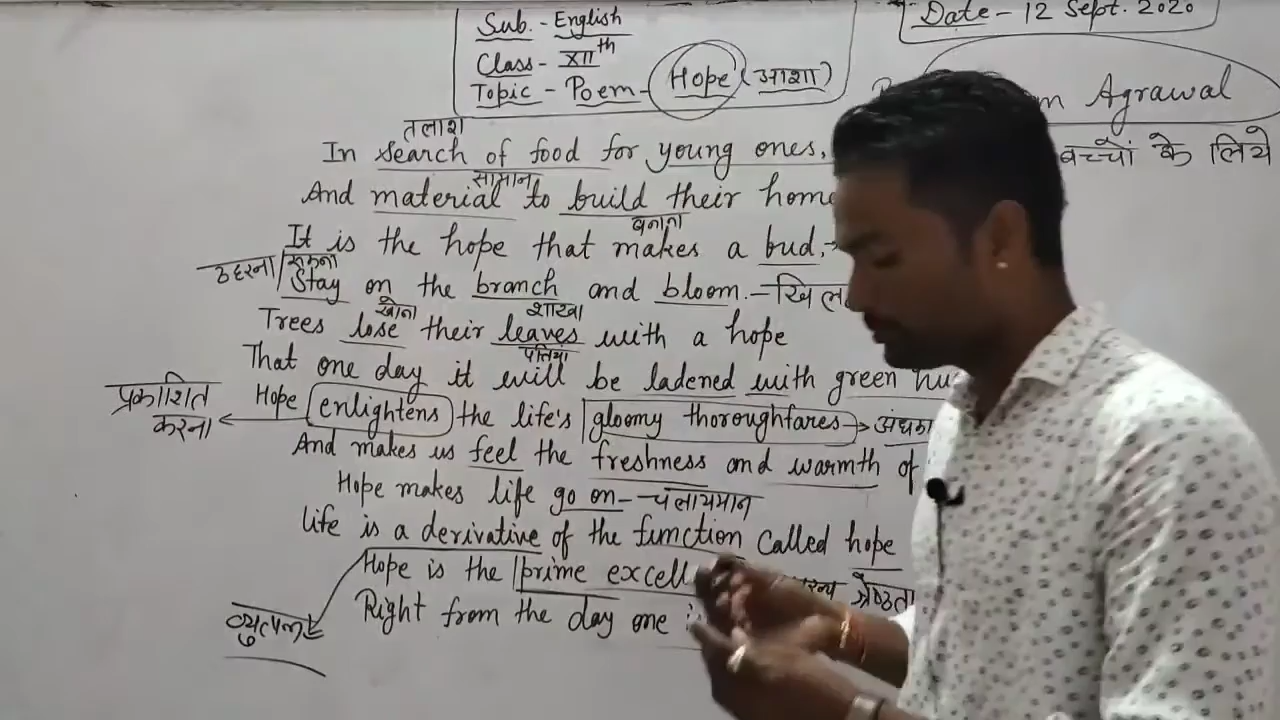 Sub. - English
Class - XIIth
Topic - Poem - Hope (आशा)
Date - 12 Sept. 2020
Agrawal
तलाश
In search of food for young ones,
बच्चों के लिये
सामान
And material to build their home
बनाना
It is the hope that makes a bud,
ठहरना/रूकना
Stay on the branch and bloom. -
खोना शाखा
Trees lose their leaves with a hope
पत्तियां
That one day it will be ladened with green
प्रकाशित करना
Hope enlightens the life's gloomy thoroughfares →
And makes us feel the freshness and warmth of
Hope makes life go on - चलायमान
life is a derivative of the function called hope
Hope is the prime श्रेष्ठता
Right from the day one